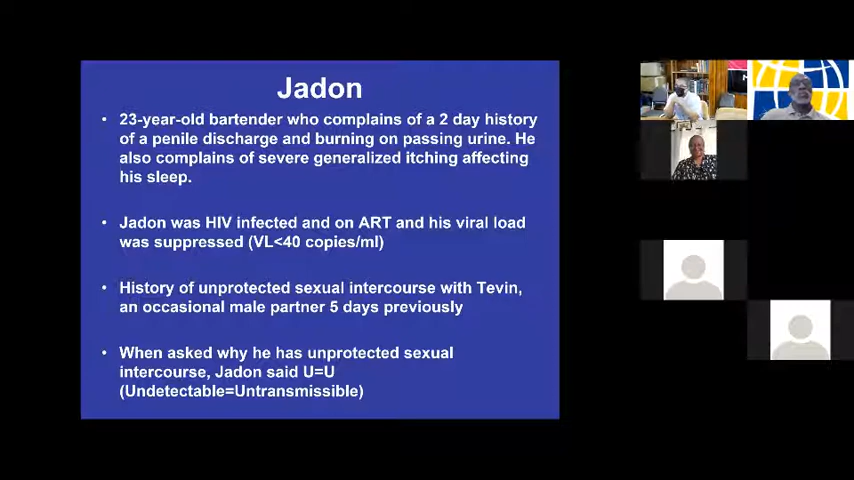 Jadon
• 23-year-old bartender who complains of a 2 day history
of a penile discharge and burning on passing urine. He
also complains of severe generalized itching affecting
his sleep.
• Jadon was HIV infected and on ART and his viral load
was suppressed (VL<40 copies/ml)
• History of unprotected sexual intercourse with Tevin,
an occasional male partner 5 days previously
• When asked why he has unprotected sexual
intercourse, Jadon said U=U
(Undetectable=Untransmissible)